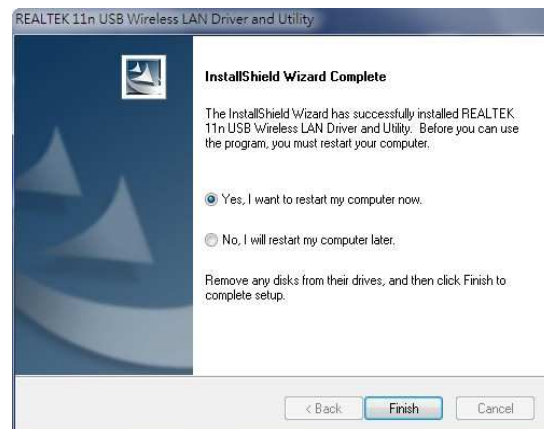 REALTEK 11n USB Wireless LAN Driver and Utility
InstallShield Wizard Complete
The InstallShield Wizard has successfully installed REALTEK
11n USB Wireless LAN Driver and Utility. Before you can use
the program, you must restart your computer.
Yes, I want to restart my computer now.
No, I will restart my computer later.
Remove any disks from their drives, and then click Finish to
complete setup.
< Back
Finish
Cancel